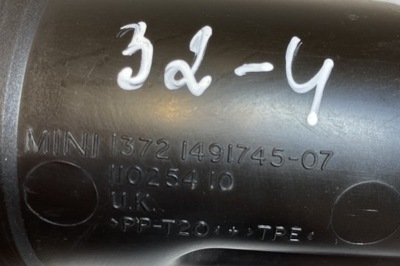 32-4
MINI 1372 1491745-07
11025410
U.K.
>PP-T20<+>TPE<